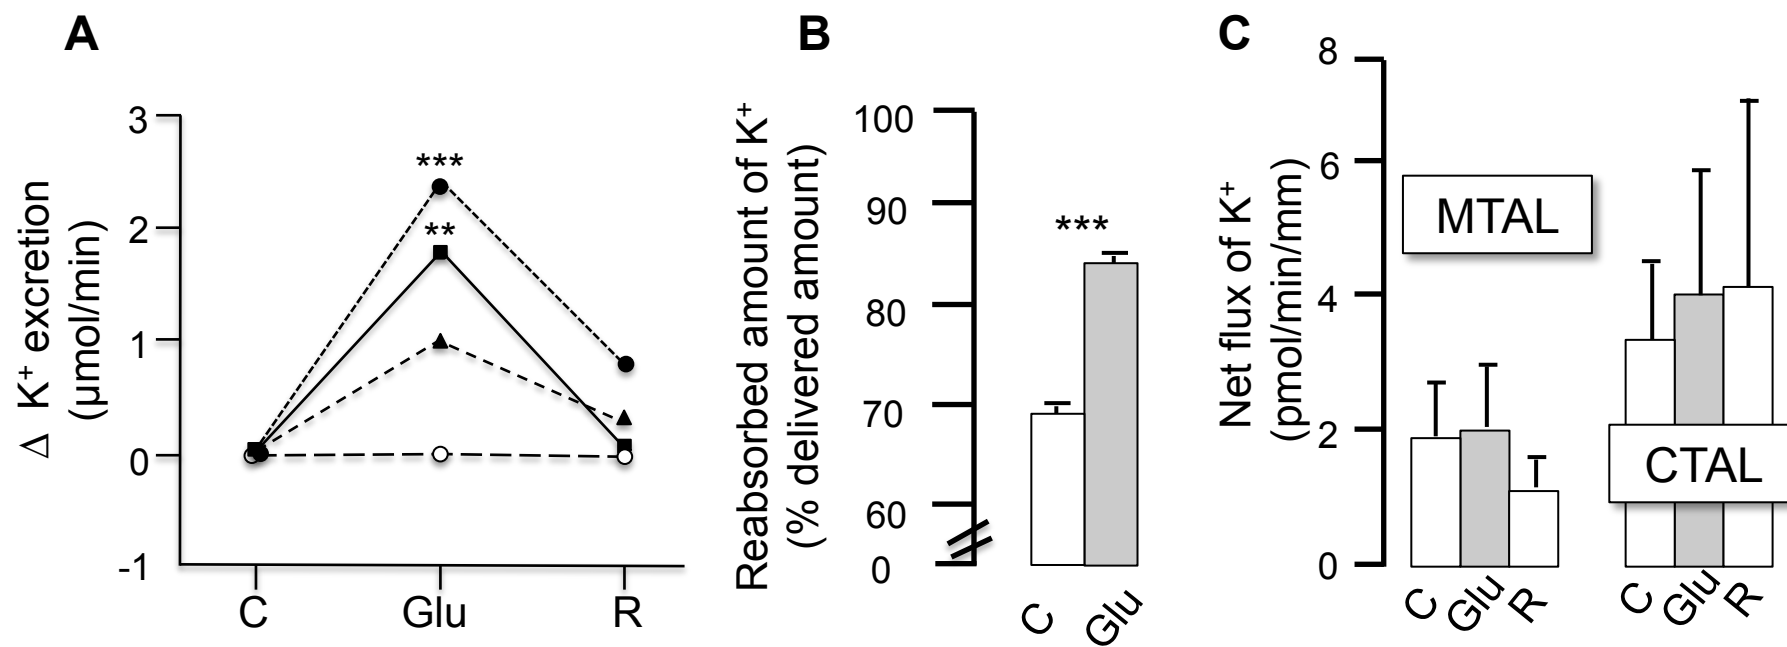 A
Δ K⁺ excretion
(µmol/min)
3
2
1
0
-1
***
**
C
Glu
R
B
Reabsorbed amount of K⁺
(% delivered amount)
100
90
80
70
60
0
***
C
Glu
C
Net flux of K⁺
(pmol/min/mm)
8
6
4
2
0
MTAL
CTAL
C
Glu
R
C
Glu
R